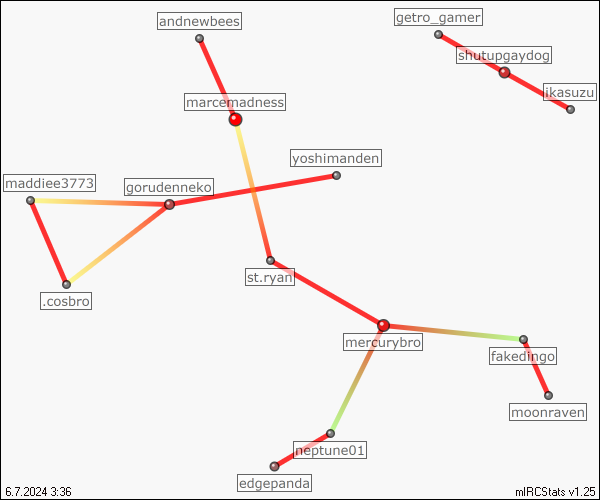 andnewbees
getro_gamer
shutupgaydog
ikasuzu
marcemadness
yoshimanden
maddiee3773
gorudenneko
st.ryan
.cosbro
mercurybro
fakedingo
moonraven
neptune01
edgepanda
6.7.2024 3:36
mIRCStats v1.25